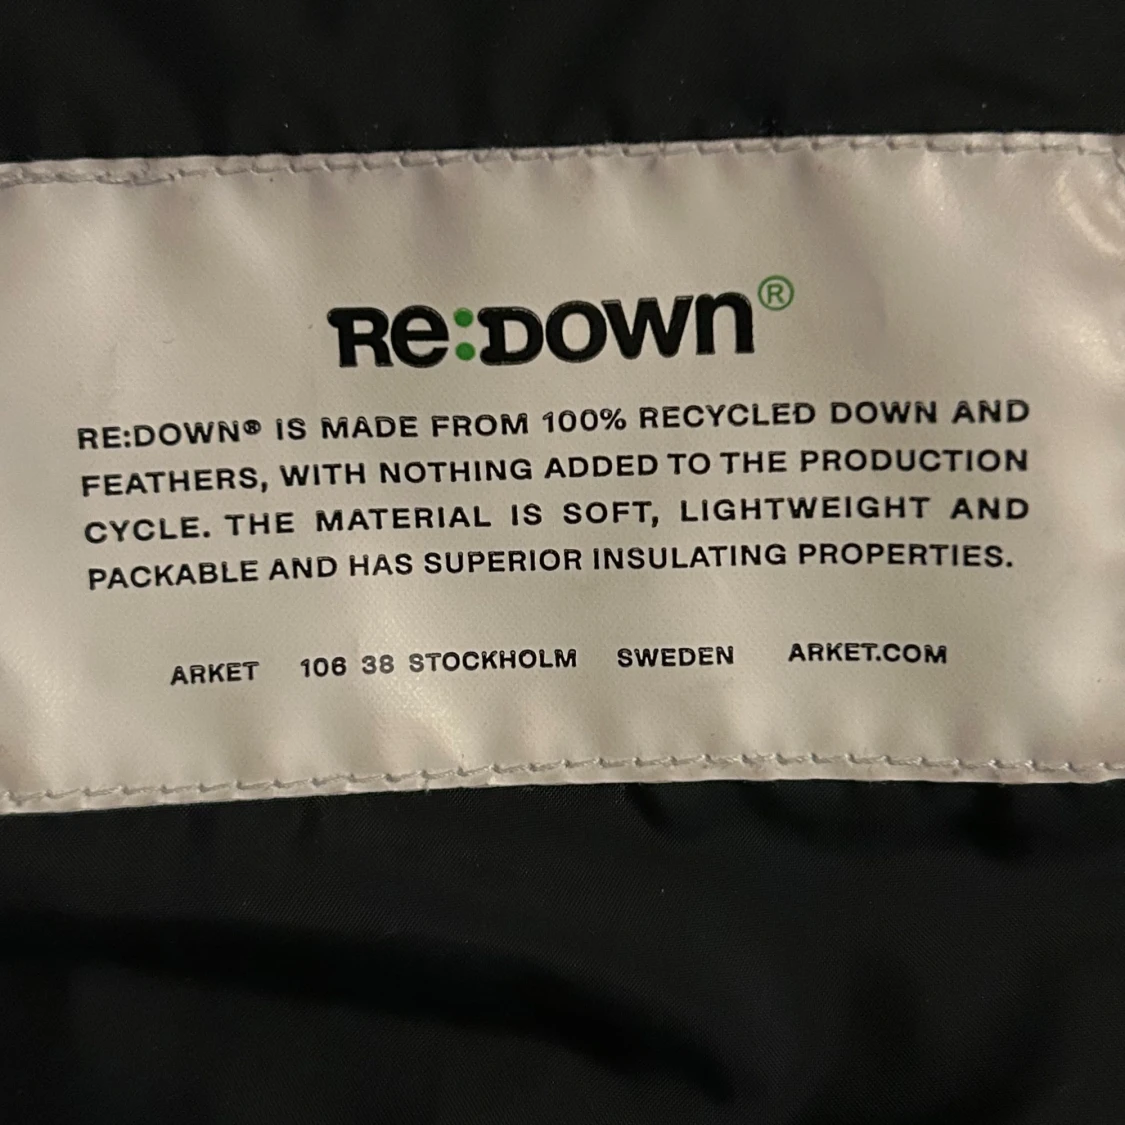 Re:DOWN®
RE:DOWN® IS MADE FROM 100% RECYCLED DOWN AND
FEATHERS, WITH NOTHING ADDED TO THE PRODUCTION
CYCLE. THE MATERIAL IS SOFT, LIGHTWEIGHT AND
PACKABLE AND HAS SUPERIOR INSULATING PROPERTIES.
ARKET 106 38 STOCKHOLM SWEDEN ARKET.COM